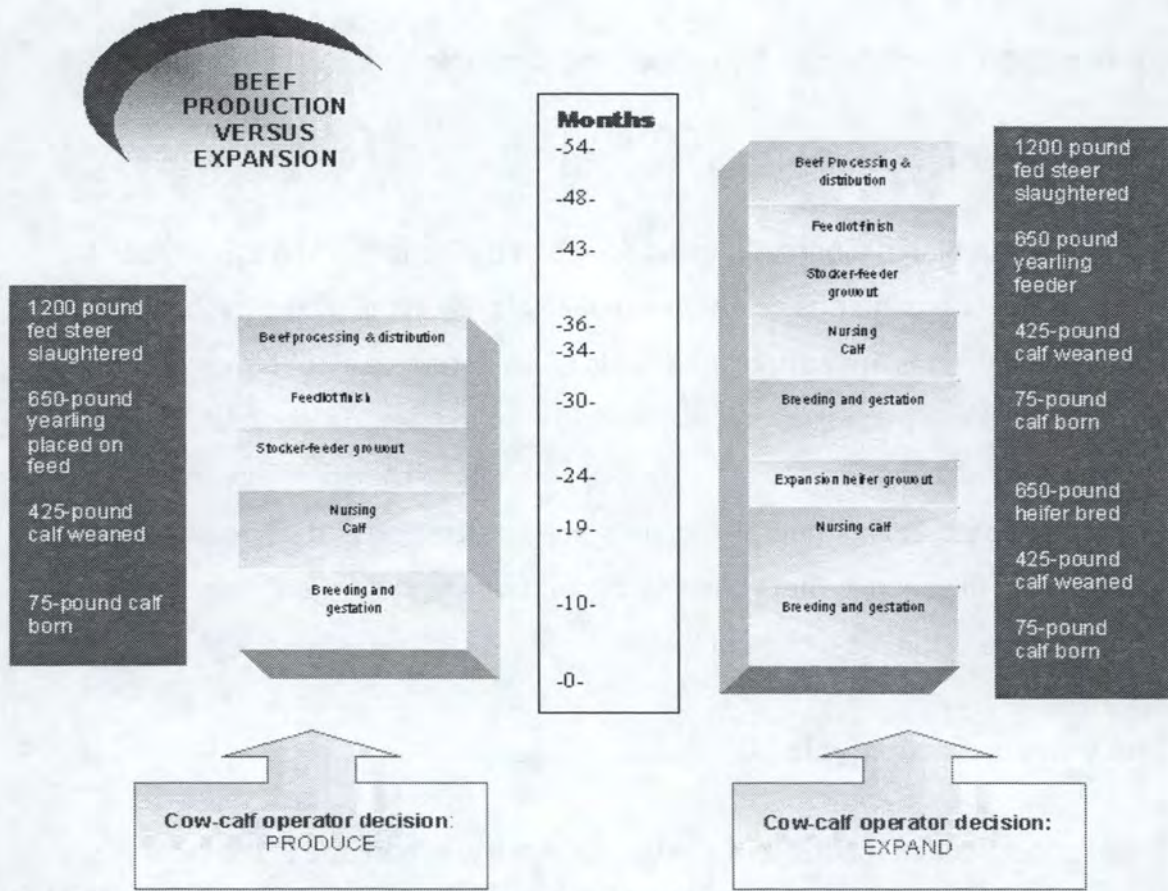 BEEF
PRODUCTION
VERSUS
EXPANSION
1200 pound
fed steer
slaughtered
650-pound
yearling
placed on
feed
425-pound
calf weaned
75-pound calf
born
Beef processing & distribution
Feedlot finish
Stocker-feeder growout
Nursing
Calf
Breeding and
gestation
Cow-calf operator decision:
PRODUCE
Months
-54-
-48-
-43-
-36-
-34-
-30-
-24-
-19-
-10-
-0-
Beef Processing &
distribution
Feedlot finish
Stocker-feeder
growout
Nursing
Calf
Breeding and gestation
Expansion heifer growout
Nursing calf
Breeding and gestation
1200 pound
fed steer
slaughtered
650 pound
yearling
feeder
425-pound
calf weaned
75-pound
calf born
650-pound
heifer bred
425-pound
calf weaned
75-pound
calf born
Cow-calf operator decision:
EXPAND